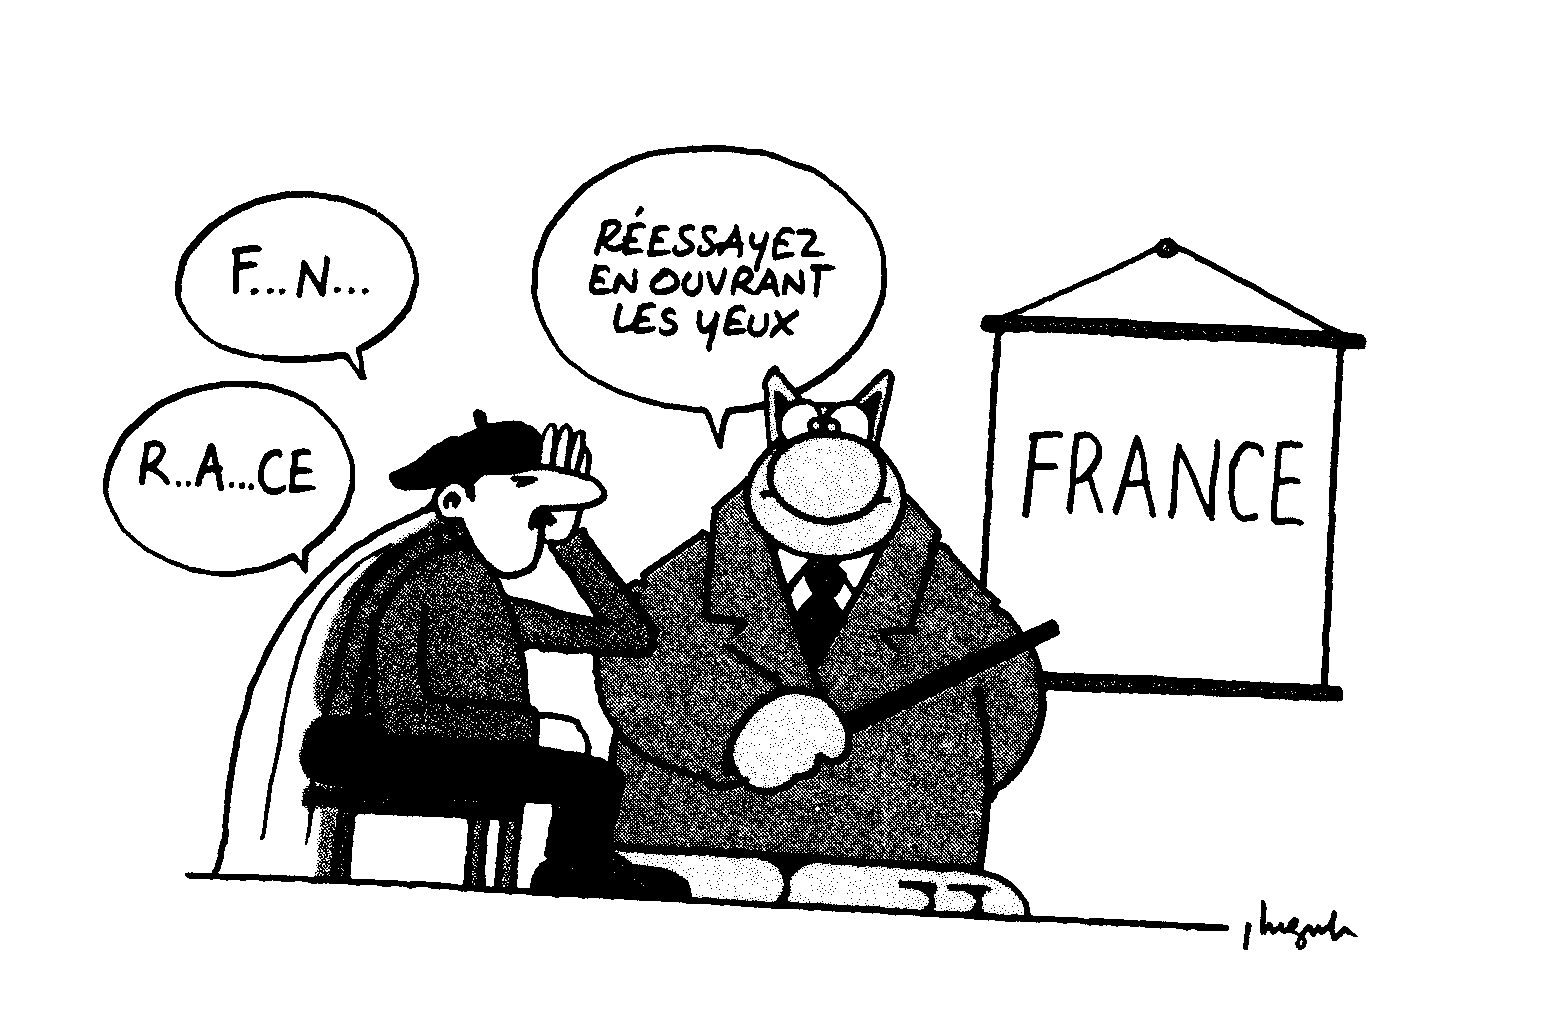 F...N...
R..A...CE
RÉESSAYEZ
EN OUVRANT
LES YEUX
FRANCE